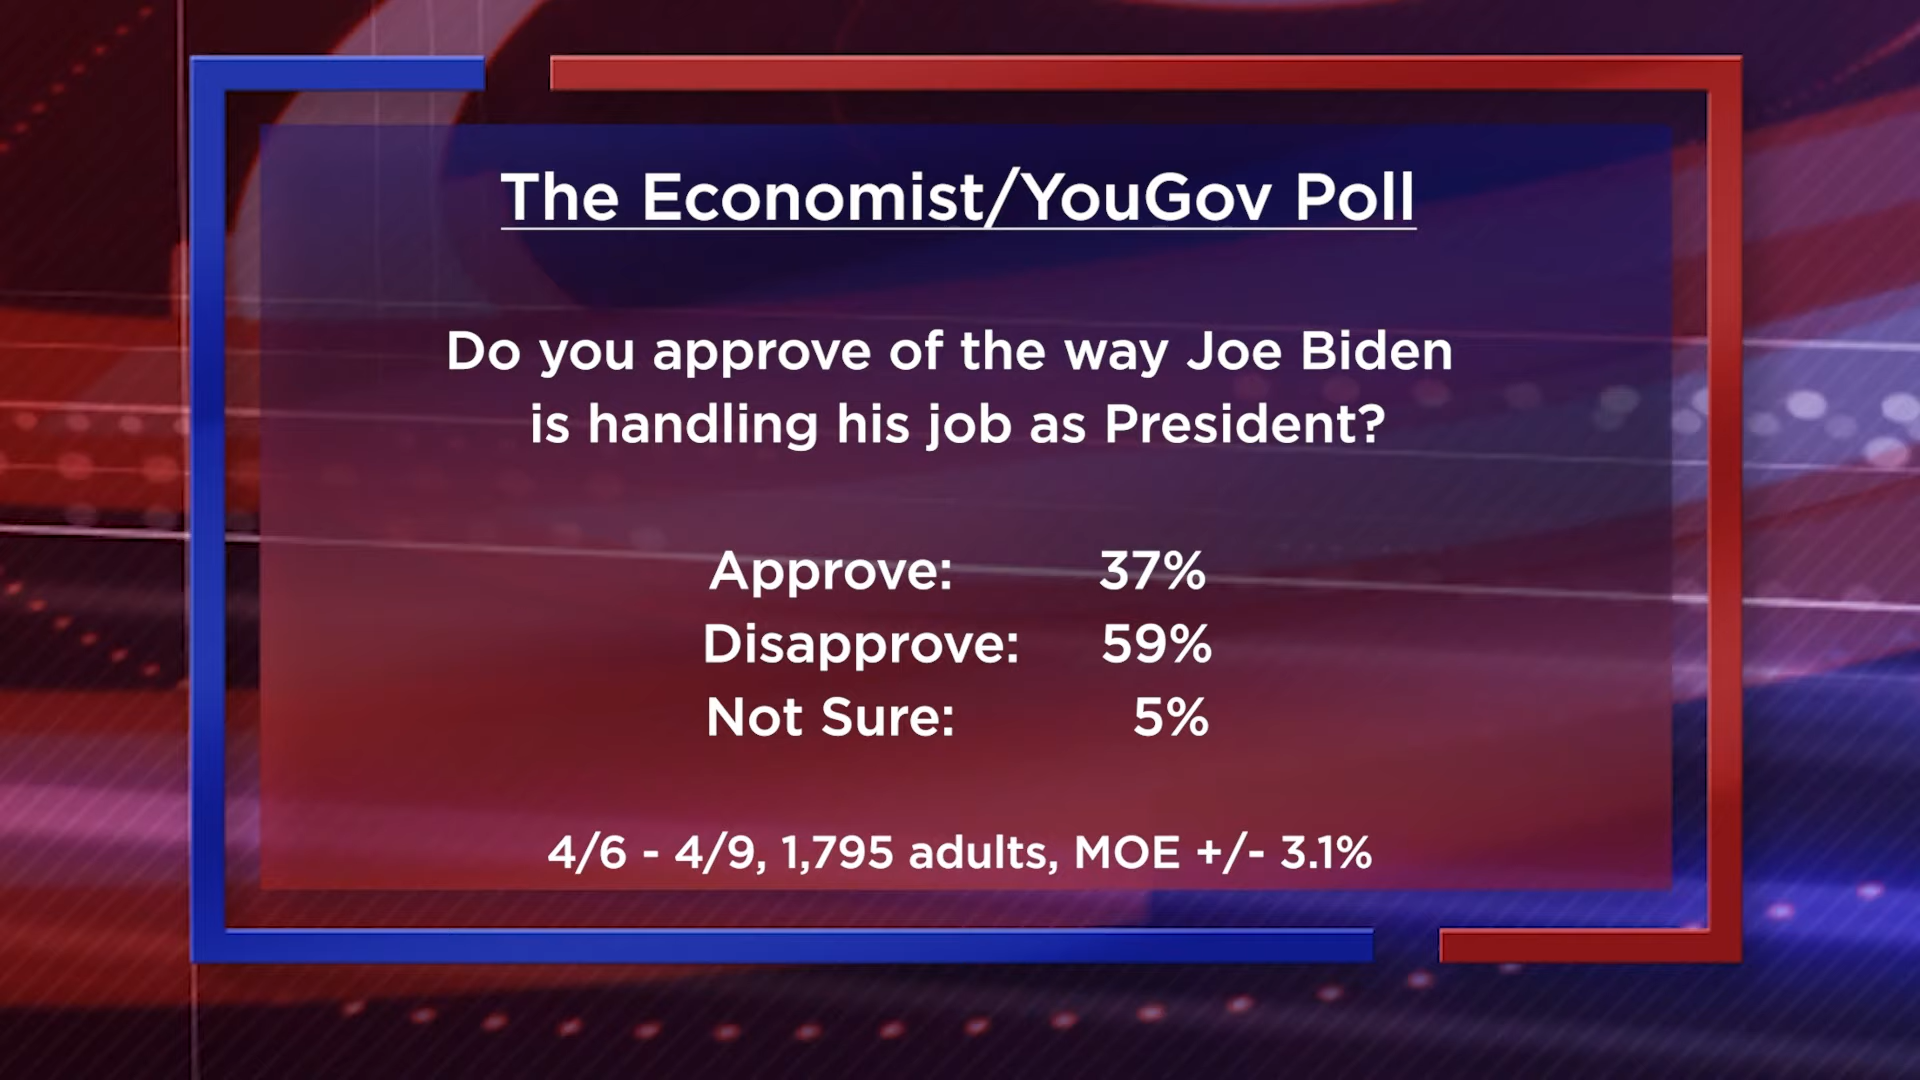 The Economist/YouGov Poll
Do you approve of the way Joe Biden
is handling his job as President?
Approve: 37%
Disapprove: 59%
Not Sure: 5%
4/6 - 4/9, 1,795 adults, MOE +/- 3.1%